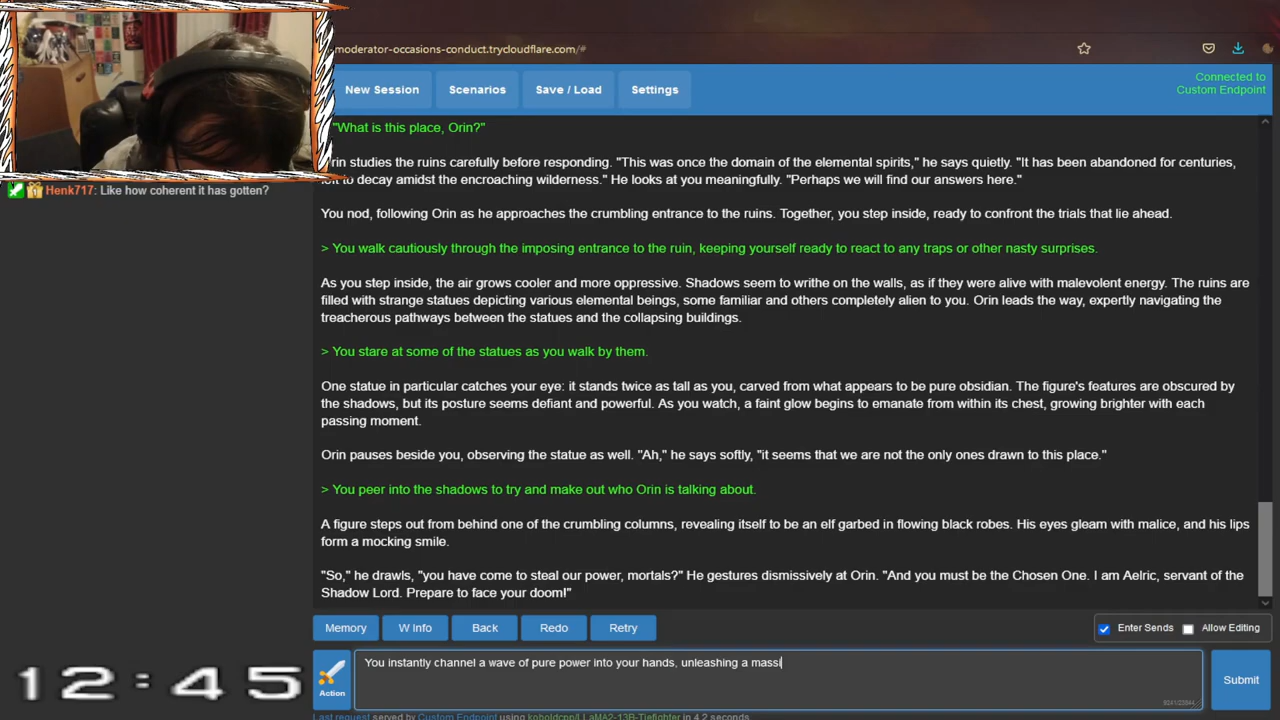 moderator-occasions-conduct.trycloudflare.com/#
Connected to
Custom Endpoint
New Session
Scenarios
Save / Load
Settings
"What is this place, Orin?"
studies the ruins carefully before responding. "This was once the domain of the elemental spirits," he says quietly. "It has been abandoned for centuries,
to decay amidst the encroaching wilderness." He looks at you meaningfully. "Perhaps we will find our answers here."
Henk717: Like how coherent it has gotten?
You nod, following Orin as he approaches the crumbling entrance to the ruins. Together, you step inside, ready to confront the trials that lie ahead.
> You walk cautiously through the imposing entrance to the ruin, keeping yourself ready to react to any traps or other nasty surprises.
As you step inside, the air grows cooler and more oppressive. Shadows seem to writhe on the walls, as if they were alive with malevolent energy. The ruins are
filled with strange statues depicting various elemental beings, some familiar and others completely alien to you. Orin leads the way, expertly navigating the
treacherous pathways between the statues and the collapsing buildings.
> You stare at some of the statues as you walk by them.
One statue in particular catches your eye: it stands twice as tall as you, carved from what appears to be pure obsidian. The figure's features are obscured by
the shadows, but its posture seems defiant and powerful. As you watch, a faint glow begins to emanate from within its chest, growing brighter with each
passing moment.
Orin pauses beside you, observing the statue as well. "Ah," he says softly, "it seems that we are not the only ones drawn to this place."
> You peer into the shadows to try and make out who Orin is talking about.
A figure steps out from behind one of the crumbling columns, revealing itself to be an elf garbed in flowing black robes. His eyes gleam with malice, and his lips
form a mocking smile.
"So," he drawls, "you have come to steal our power, mortals?" He gestures dismissively at Orin. "And you must be the Chosen One. I am Aelric, servant of the
Shadow Lord. Prepare to face your doom!"
Memory
W Info
Back
Redo
Retry
Enter Sends
Allow Editing
You instantly channel a wave of pure power into your hands, unleashing a massi
Action
Submit
12:45
Last request served by Custom Endpoint using koboldcpp/LLaMA2-13B-Tiefighter in 4.2 seconds